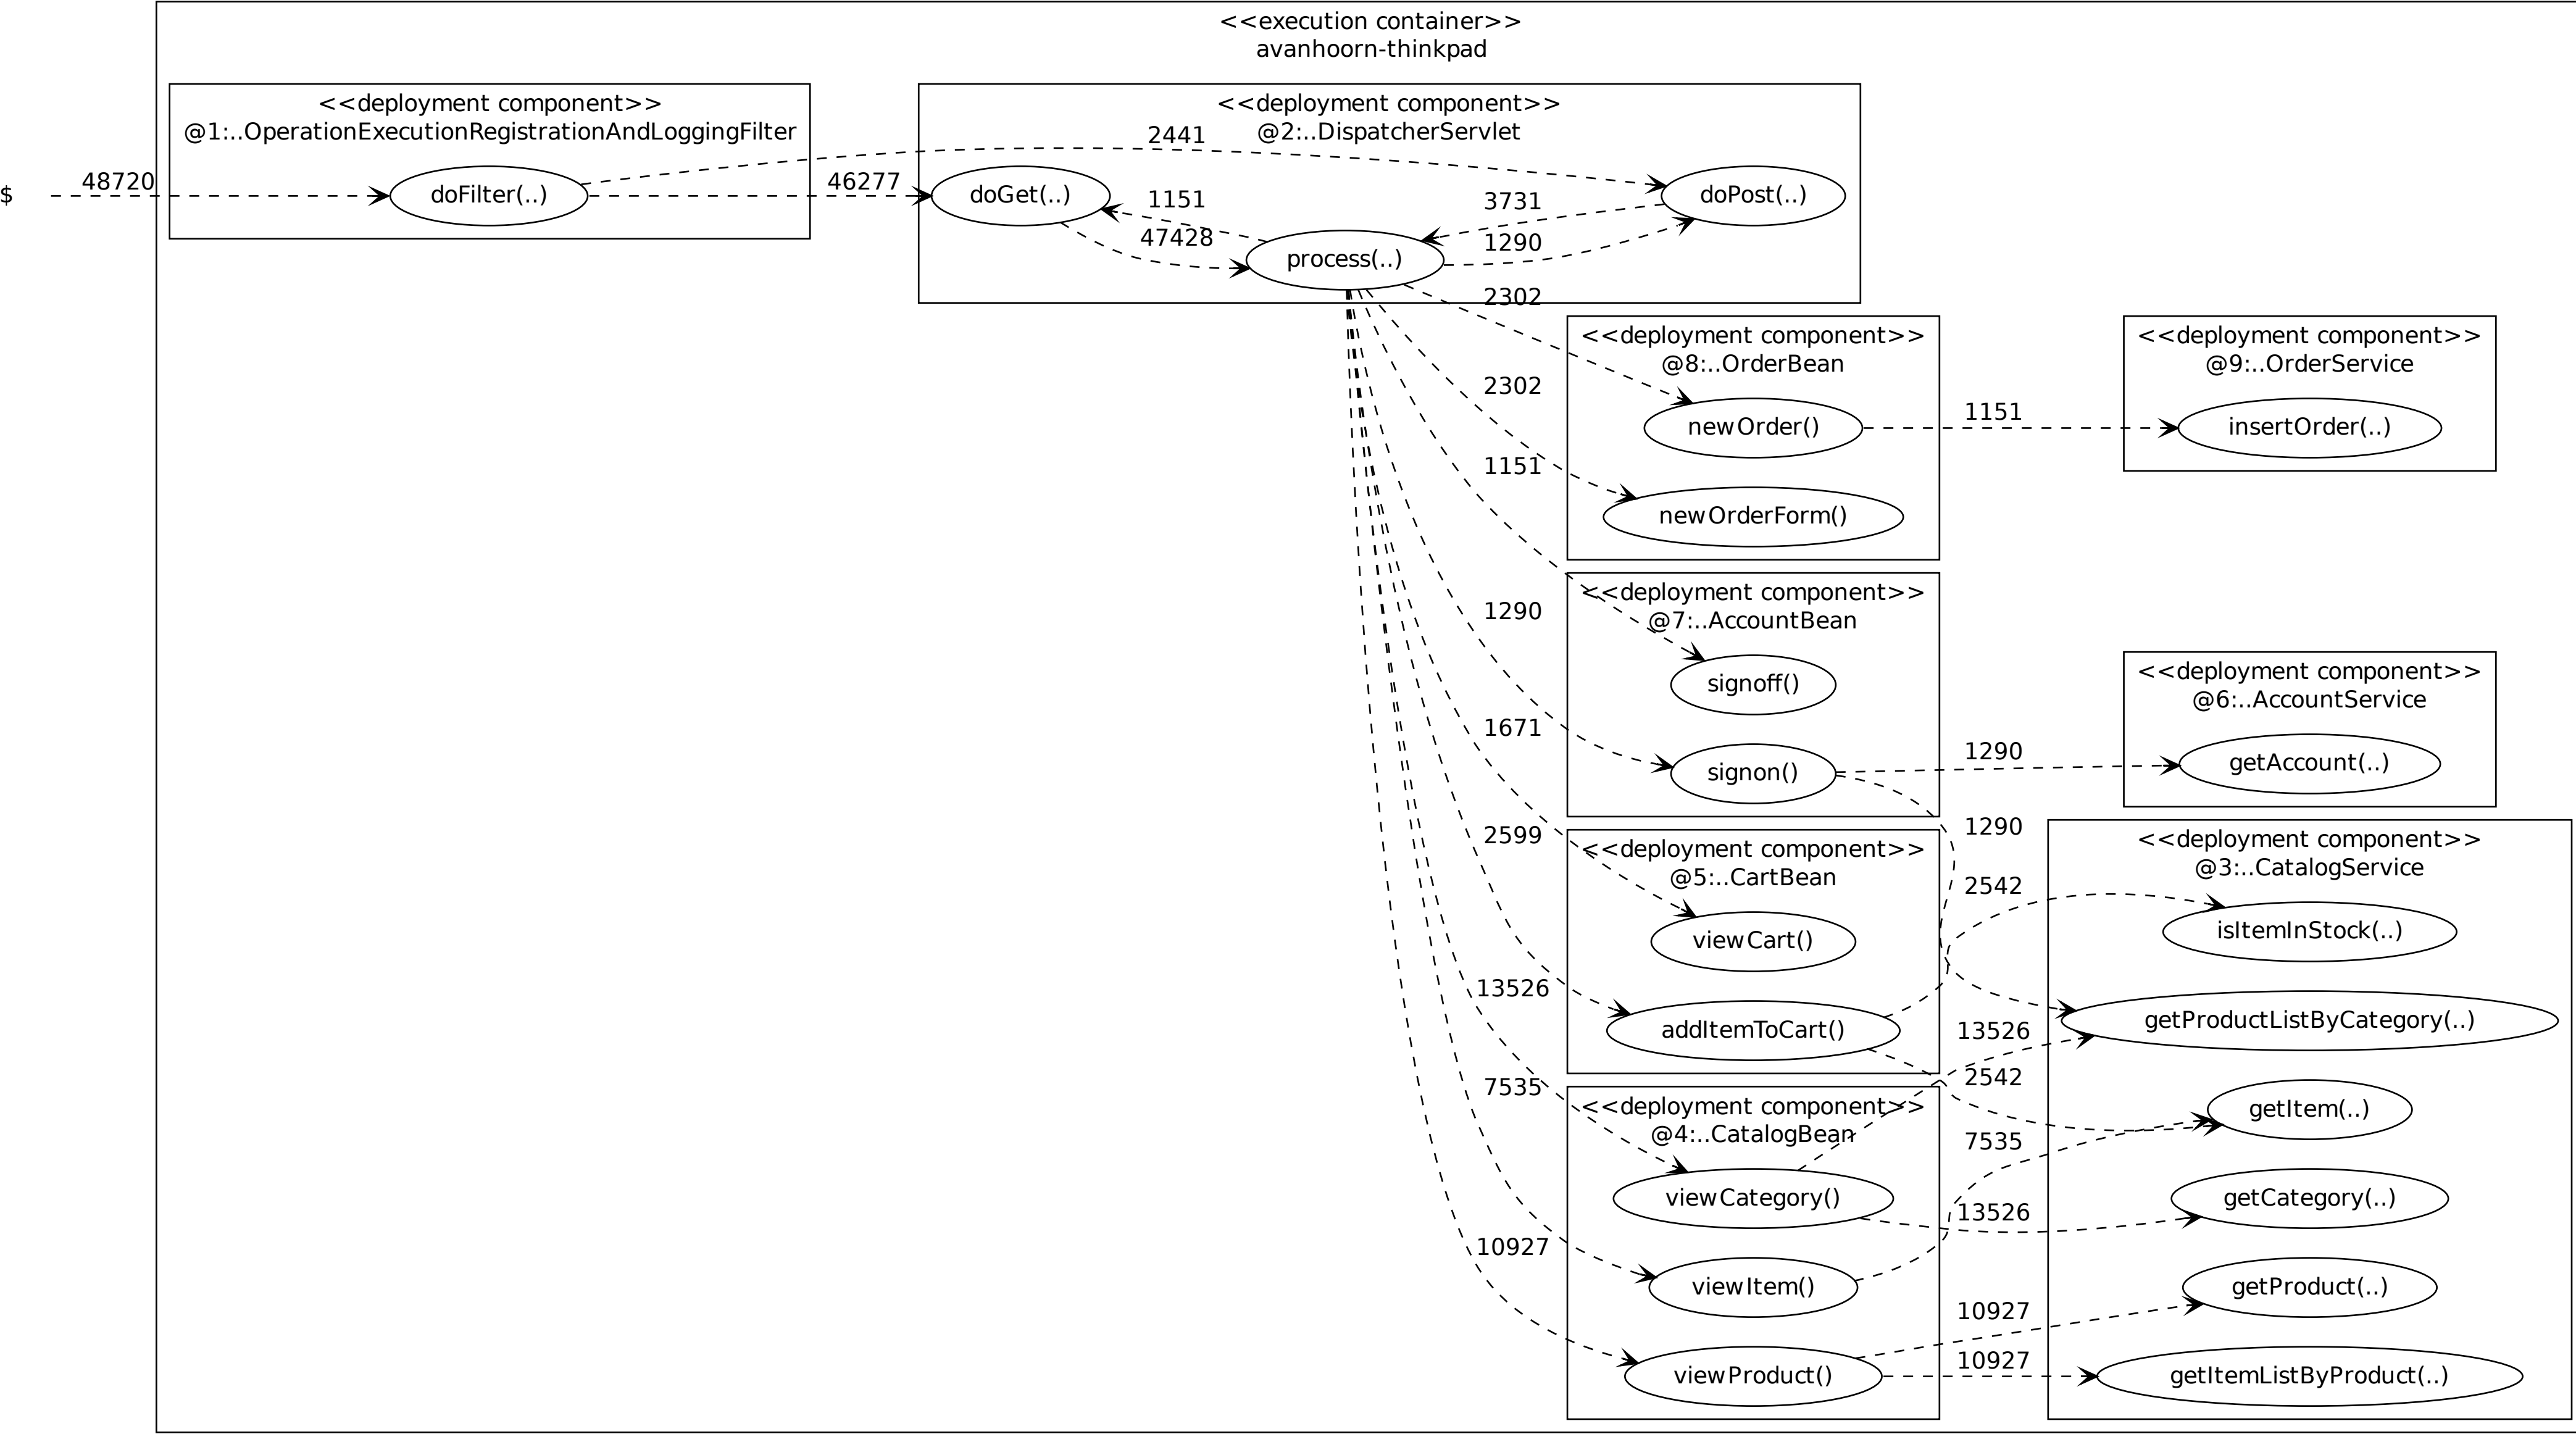 <<execution container>>
avanhoorn-thinkpad
<<deployment component>>
@1:..OperationExecutionRegistrationAndLoggingFilter
<<deployment component>>
@2:..DispatcherServlet
$
48720
doFilter(..)
2441
46277
doGet(..)
1151
47428
process(..)
3731
1290
doPost(..)
2302
<<deployment component>>
@8:..OrderBean
2302
newOrder()
1151
<<deployment component>>
@9:..OrderService
insertOrder(..)
1151
newOrderForm()
<<deployment component>>
@7:..AccountBean
1290
signoff()
1671
signon()
1290
<<deployment component>>
@6:..AccountService
getAccount(..)
1290
2599
<<deployment component>>
@5:..CartBean
2542
<<deployment component>>
@3:..CatalogService
viewCart()
isItemInStock(..)
13526
addItemToCart()
13526
getProductListByCategory(..)
2542
7535
<<deployment component>>
@4:..CatalogBean
7535
getItem(..)
viewCategory()
13526
getCategory(..)
10927
viewItem()
10927
getProduct(..)
viewProduct()
10927
getItemListByProduct(..)